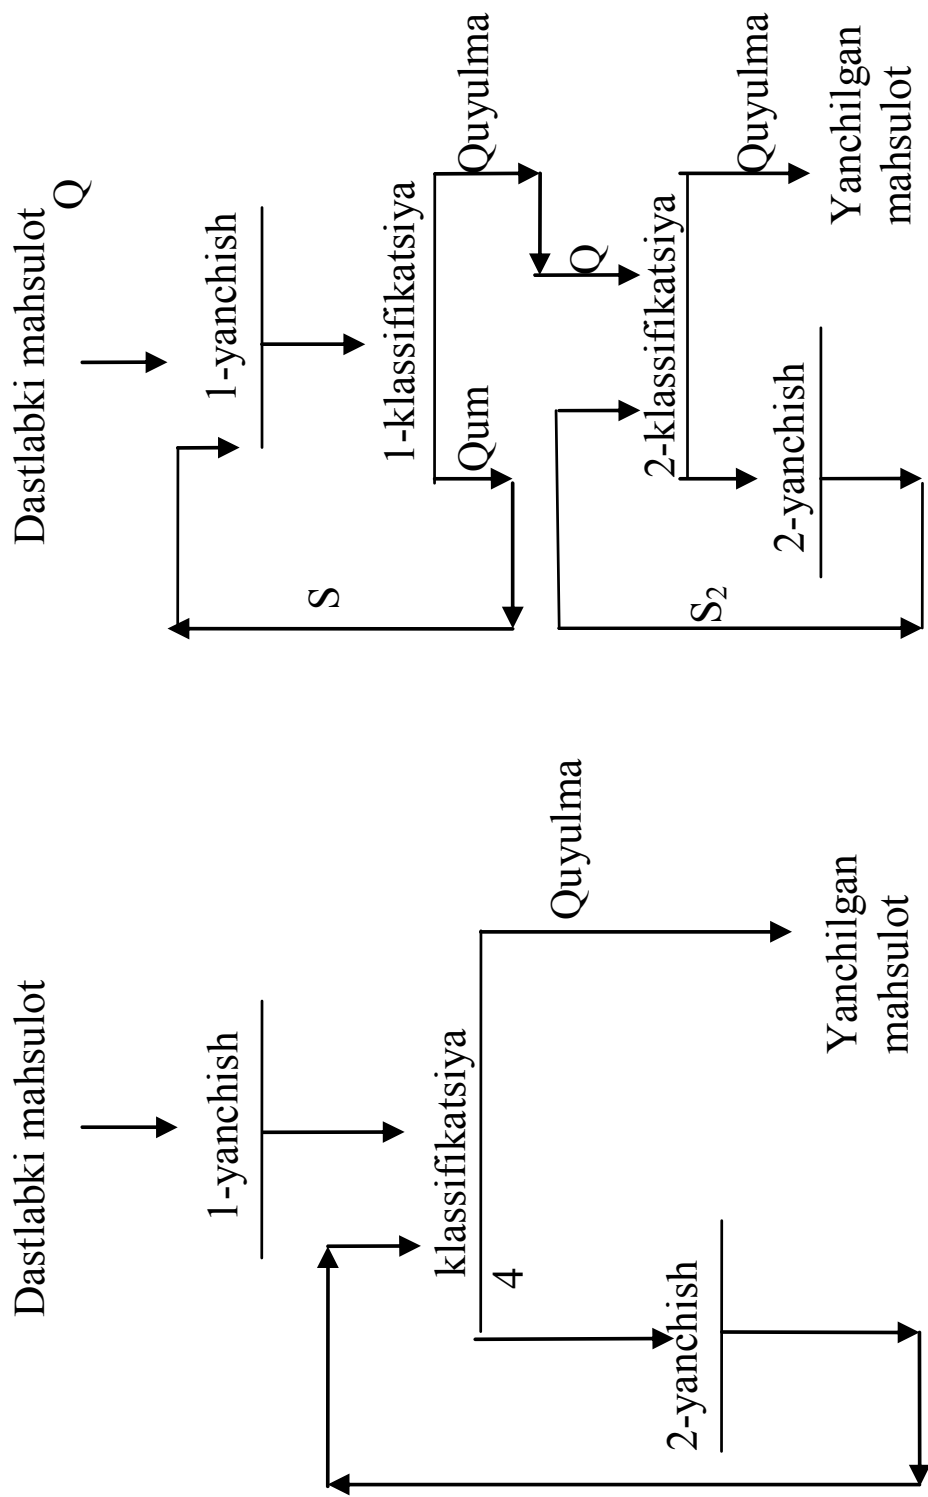 Dastlabki mahsulot
1-yanchish
klassifikatsiya
4
Quyulma
2-yanchish
Yanchilgan
mahsulot
Dastlabki mahsulot
Q
1-yanchish
S
1-klassifikatsiya
Qum
Quyulma
Q
2-klassifikatsiya
S₂
Quyulma
2-yanchish
Yanchilgan
mahsulot